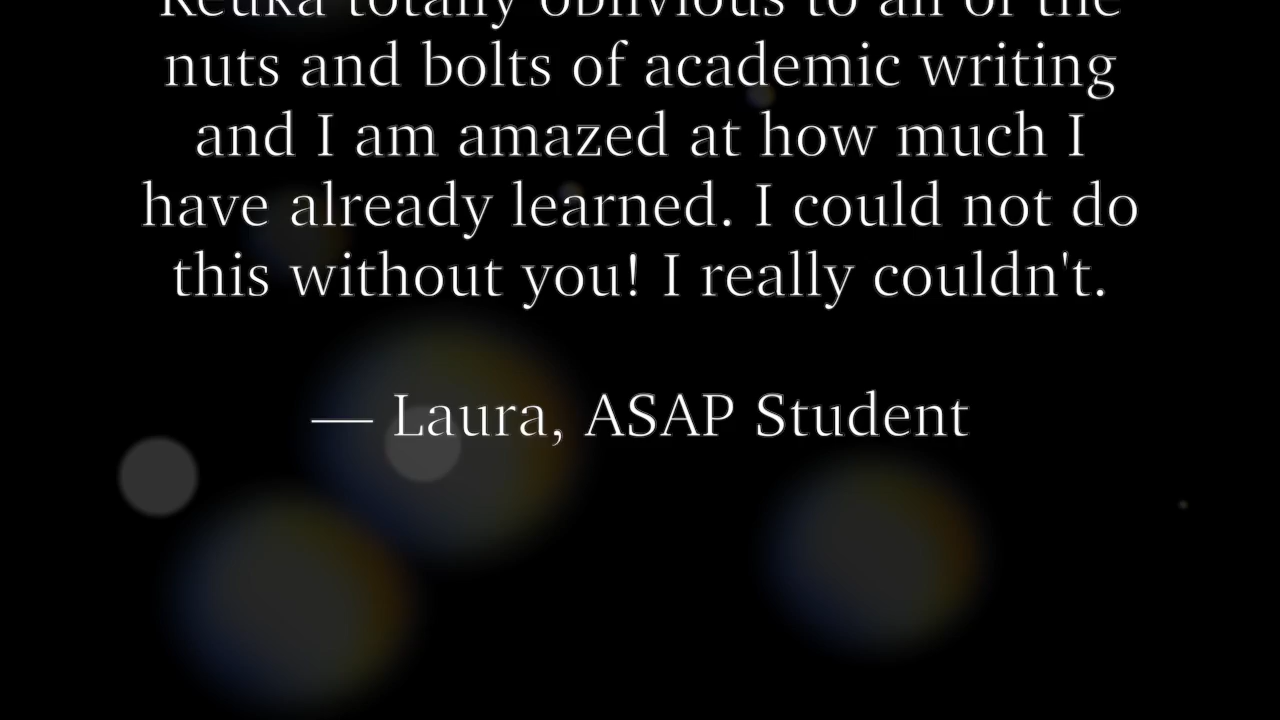 Keuka totally oblivious to all of the
nuts and bolts of academic writing
and I am amazed at how much I
have already learned. I could not do
this without you! I really couldn't.
— Laura, ASAP Student